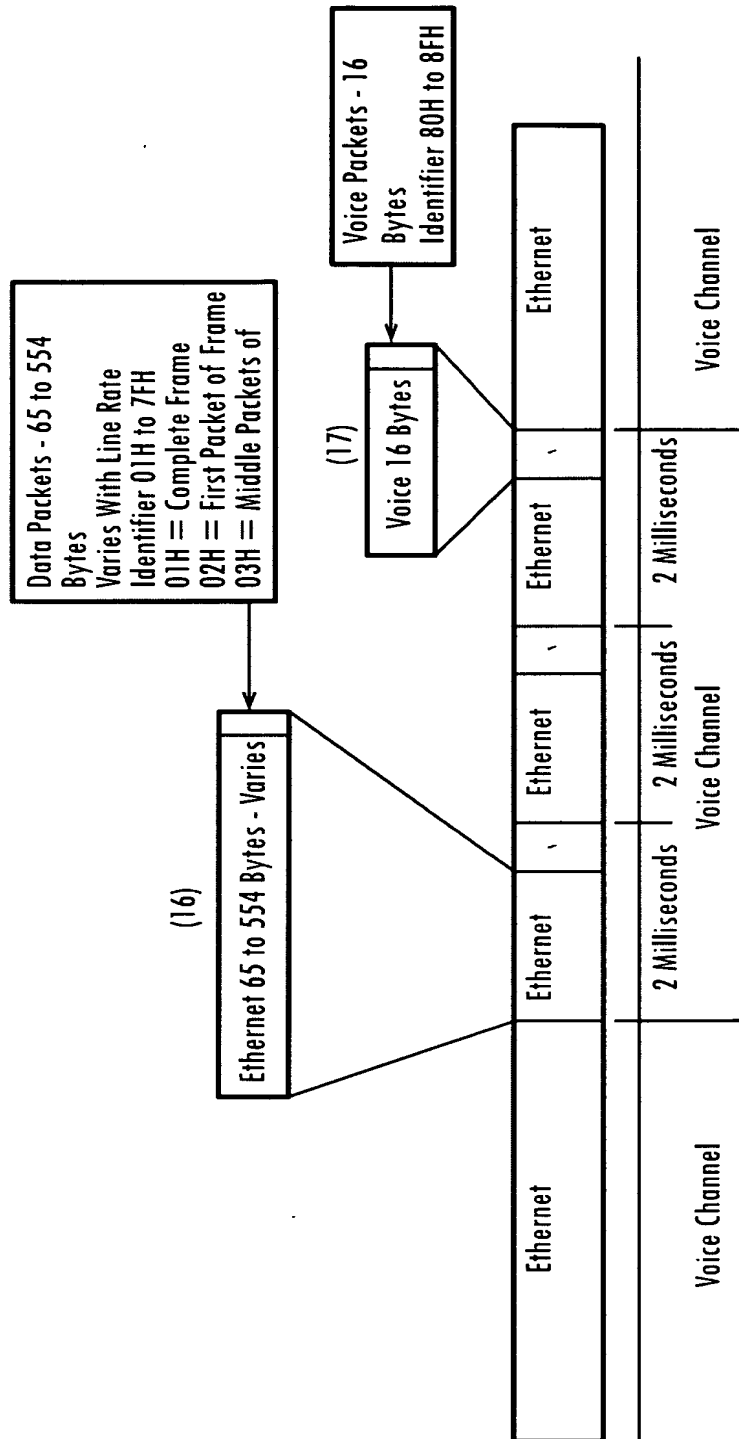 Data Packets - 65 to 554
Bytes
Varies With Line Rate
Identifier 01H to 7FH
01H = Complete Frame
02H = First Packet of Frame
03H = Middle Packets of
(16)
Ethernet 65 to 554 Bytes - Varies
Voice Packets - 16
Bytes
Identifier 80H to 8FH
(17)
Voice 16 Bytes
Ethernet
Ethernet
Ethernet
Ethernet
Ethernet
2 Milliseconds
2 Milliseconds
2 Milliseconds
Voice Channel
Voice Channel
Voice Channel